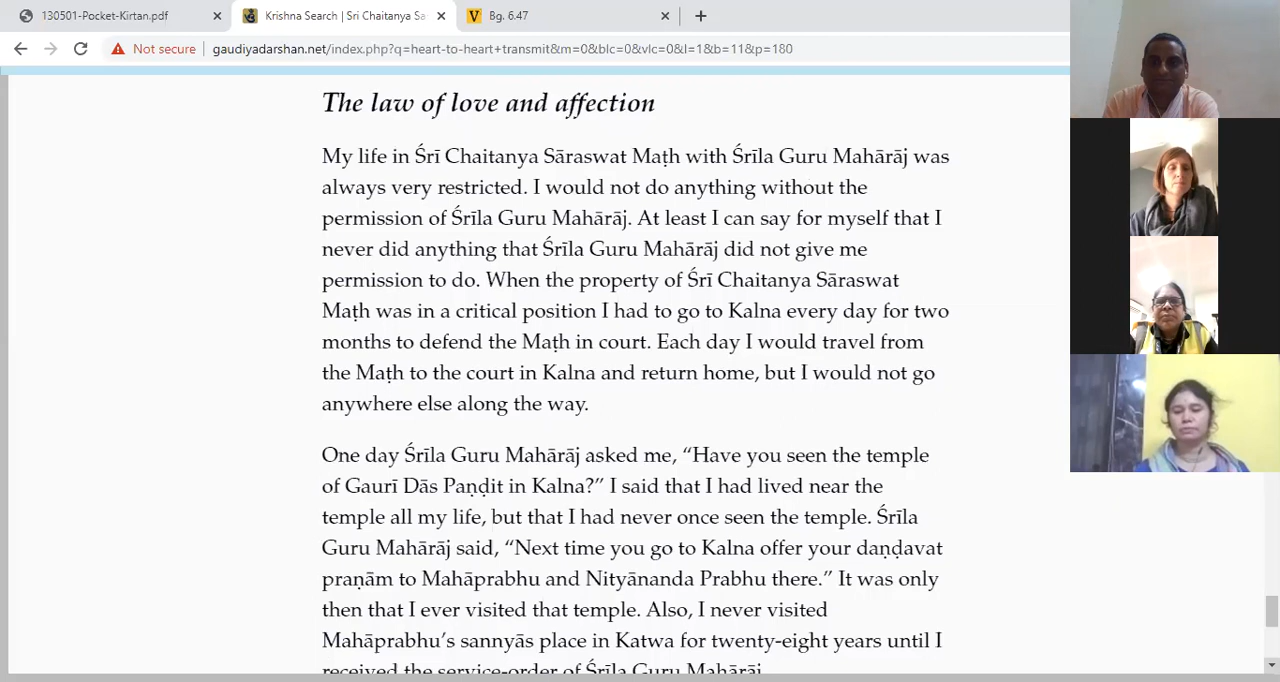 130501-Pocket-Kirtan.pdf
Krishna Search | Sri Chaitanya Sa
Bg. 6.47
Not secure
gaudiyadarshan.net/index.php?q=heart-to-heart+transmit&m=0&blc=0&vlc=0&l=1&b=11&p=180
The law of love and affection
My life in Śrī Chaitanya Sāraswat Maṭh with Śrīla Guru Mahārāj was
always very restricted. I would not do anything without the
permission of Śrīla Guru Mahārāj. At least I can say for myself that I
never did anything that Śrīla Guru Mahārāj did not give me
permission to do. When the property of Śrī Chaitanya Sāraswat
Maṭh was in a critical position I had to go to Kalna every day for two
months to defend the Maṭh in court. Each day I would travel from
the Maṭh to the court in Kalna and return home, but I would not go
anywhere else along the way.
One day Śrīla Guru Mahārāj asked me, “Have you seen the temple
of Gaurī Dās Paṇḍit in Kalna?” I said that I had lived near the
temple all my life, but that I had never once seen the temple. Śrīla
Guru Mahārāj said, “Next time you go to Kalna offer your daṇḍavat
praṇām to Mahāprabhu and Nityānanda Prabhu there.” It was only
then that I ever visited that temple. Also, I never visited
Mahāprabhu’s sannyās place in Katwa for twenty-eight years until I
received the service-order of Śrīla Guru Mahārāj.